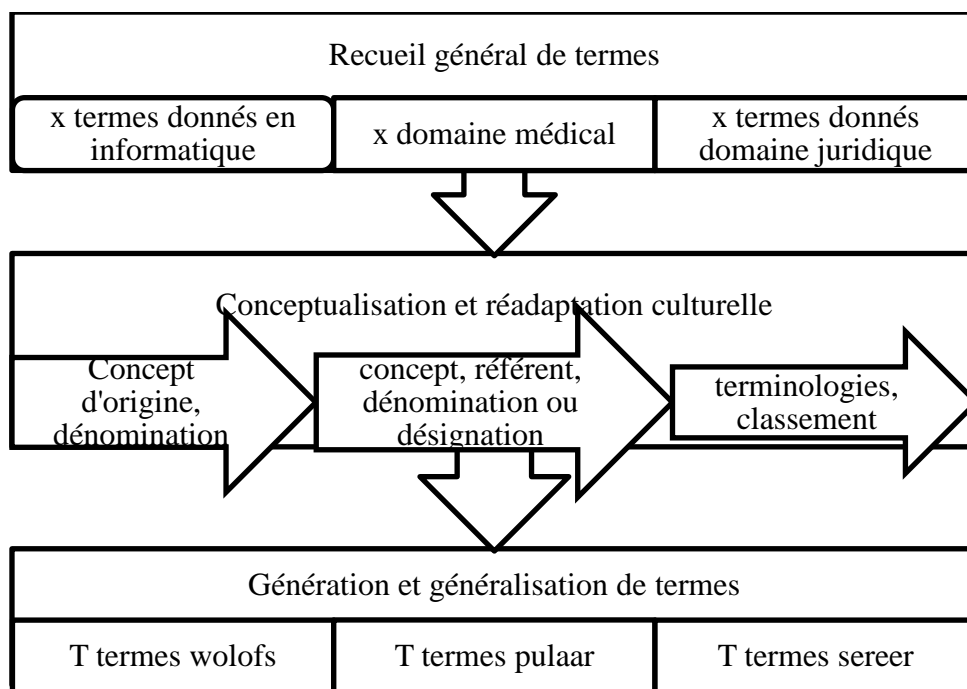 Recueil général de termes
x termes donnés en
informatique
x domaine médical
x termes donnés
domaine juridique
Conceptualisation et réadaptation culturelle
Concept
d'origine,
dénomination
concept, référent,
dénomination ou
désignation
terminologies,
classement
Génération et généralisation de termes
T termes wolofs
T termes pulaar
T termes sereer